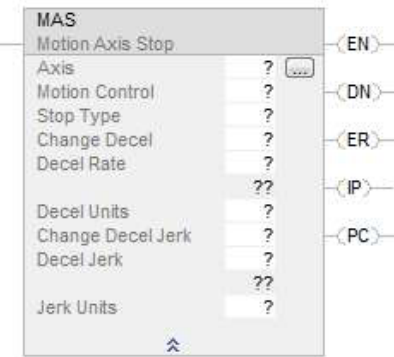 MAS
Motion Axis Stop
EN
Axis ? ...
Motion Control ?
DN
Stop Type ?
Change Decel ?
ER
Decel Rate ?
??
IP
Decel Units ?
Change Decel Jerk ?
PC
Decel Jerk ?
??
Jerk Units ?